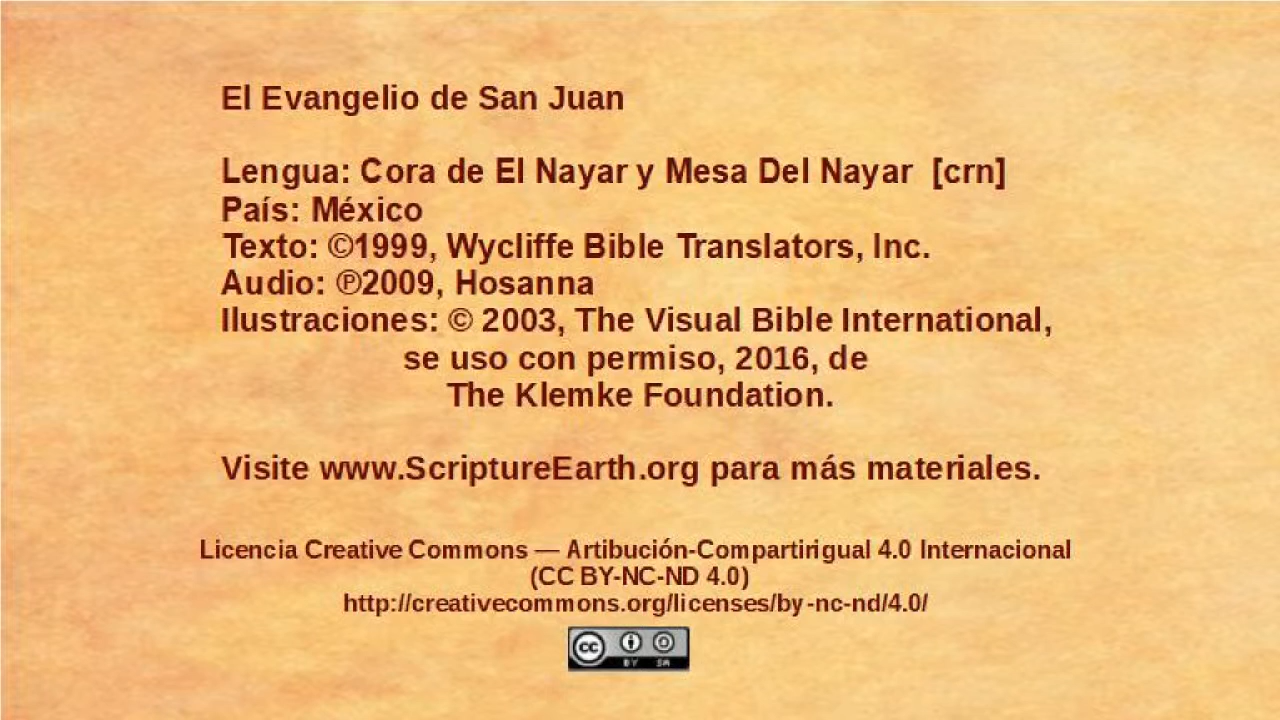 El Evangelio de San Juan
Lengua: Cora de El Nayar y Mesa Del Nayar [crn]
País: México
Texto: ©1999, Wycliffe Bible Translators, Inc.
Audio: ℗2009, Hosanna
Ilustraciones: © 2003, The Visual Bible International,
se uso con permiso, 2016, de
The Klemke Foundation.
Visite www.ScriptureEarth.org para más materiales.
Licencia Creative Commons — Artibución-Compartirigual 4.0 Internacional
(CC BY-NC-ND 4.0)
http://creativecommons.org/licenses/by-nc-nd/4.0/
cc BY SA